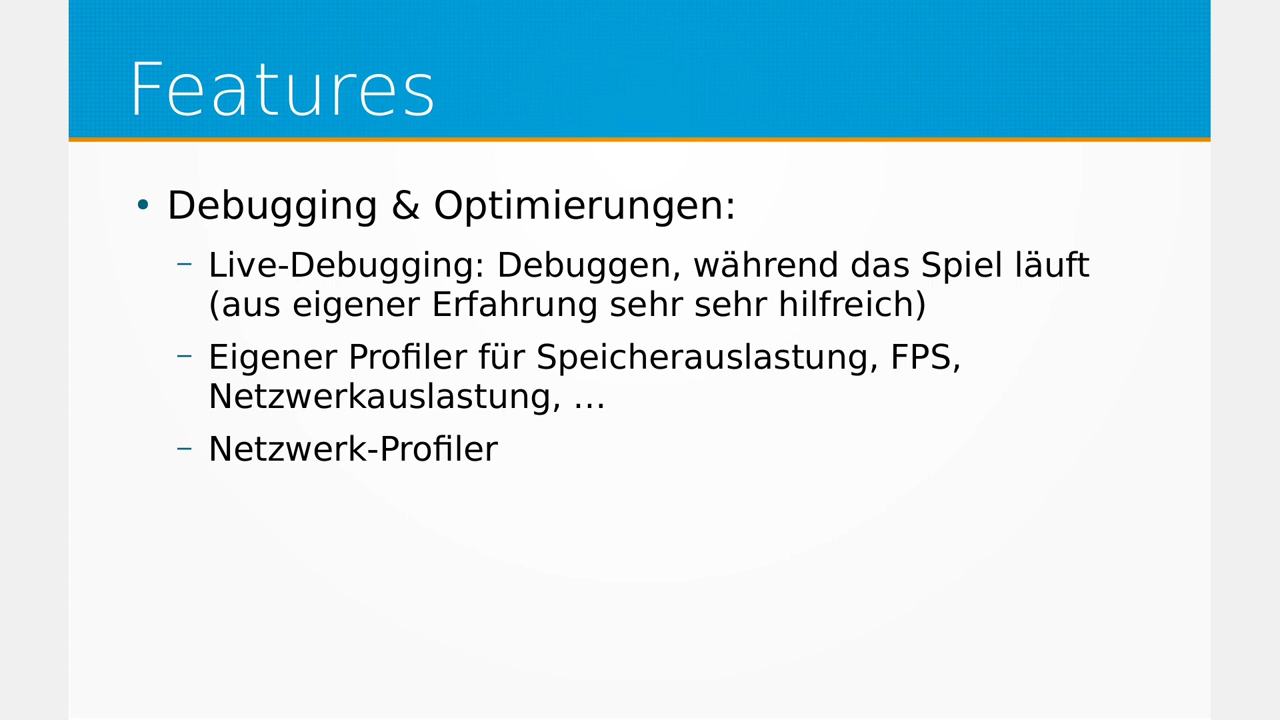 Features
• Debugging & Optimierungen:
– Live-Debugging: Debuggen, während das Spiel läuft
(aus eigener Erfahrung sehr sehr hilfreich)
– Eigener Profiler für Speicherauslastung, FPS,
Netzwerkauslastung, ...
– Netzwerk-Profiler